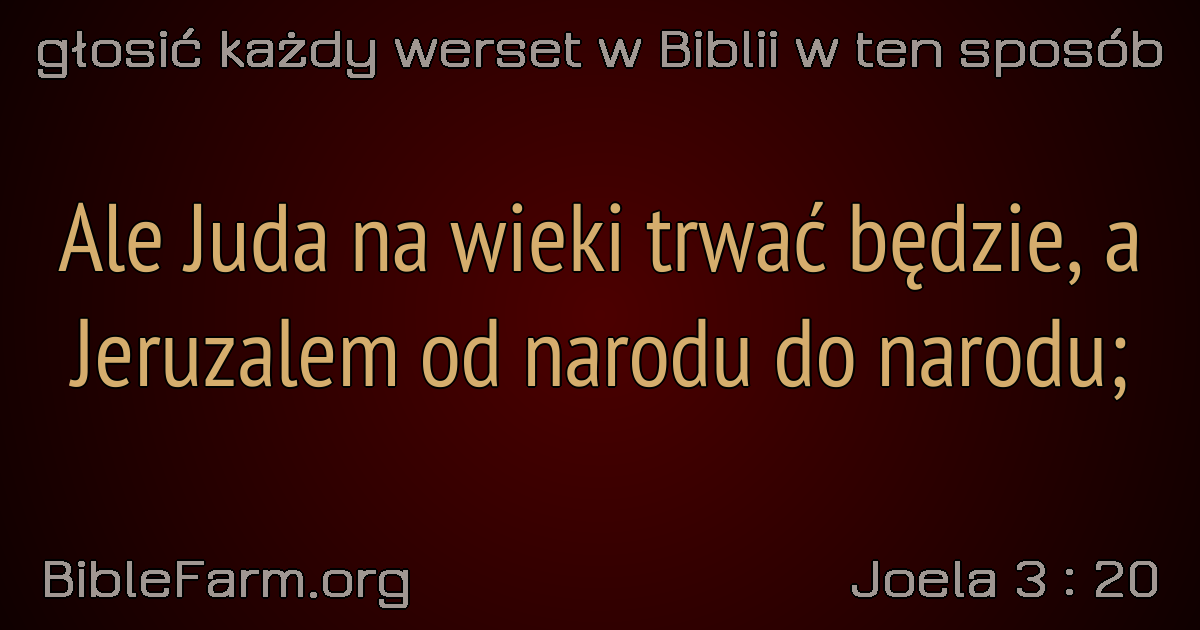 głosić każdy werset w Biblii w ten sposób
Ale Juda na wieki trwać będzie, a
Jeruzalem od narodu do narodu;
BibleFarm.org
Joela 3 : 20